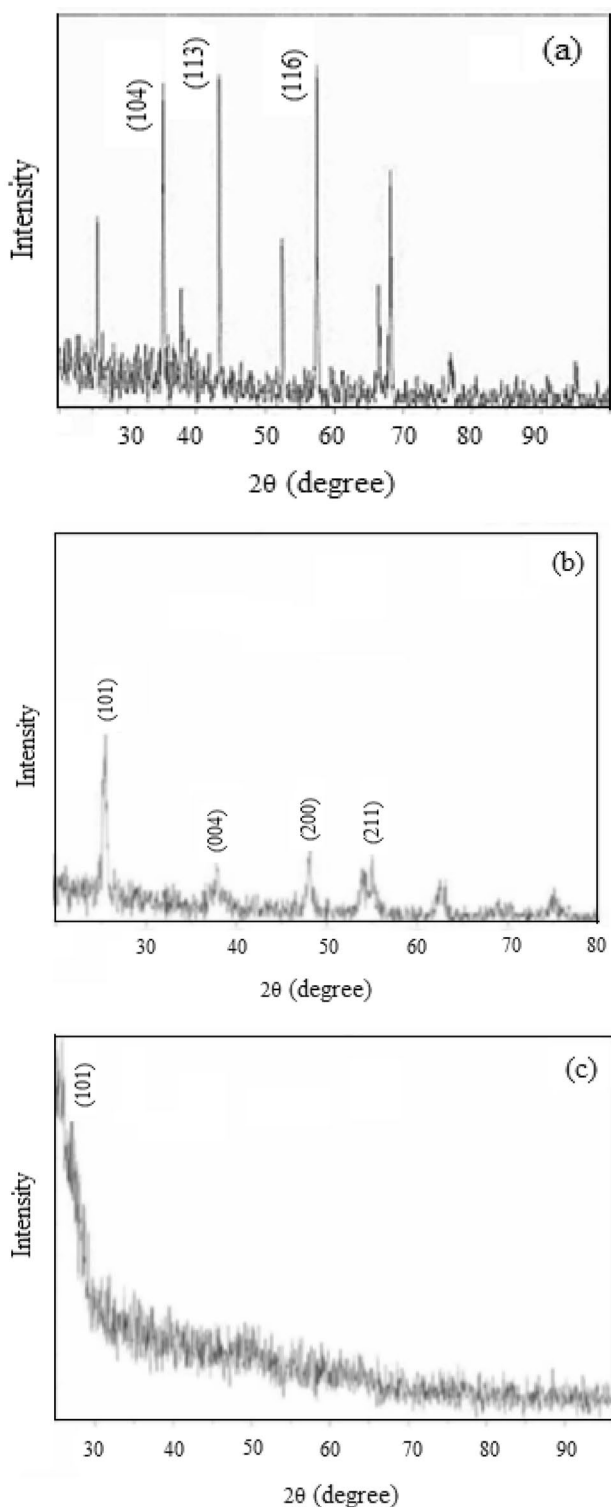 (a)
(104)
(113)
(116)
Intensity
30 40 50 60 70 80 90
2θ (degree)
(b)
(101)
(004)
(200)
(211)
Intensity
30 40 50 60 70 80
2θ (degree)
(c)
(101)
Intensity
30 40 50 60 70 80 90
2θ (degree)